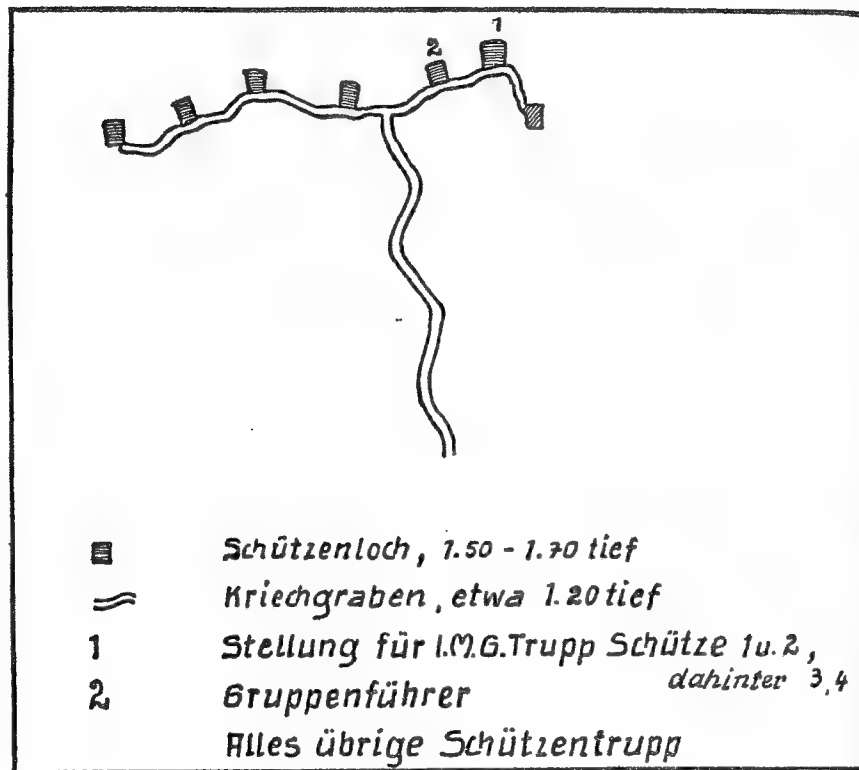 1
2
Schützenloch, 1.50 - 1.70 tief
Kriechgraben, etwa 1.20 tief
1 Stellung für l.M.G.Trupp Schütze 1u.2,
dahinter 3,4
2 Gruppenführer
Alles übrige Schützentrupp